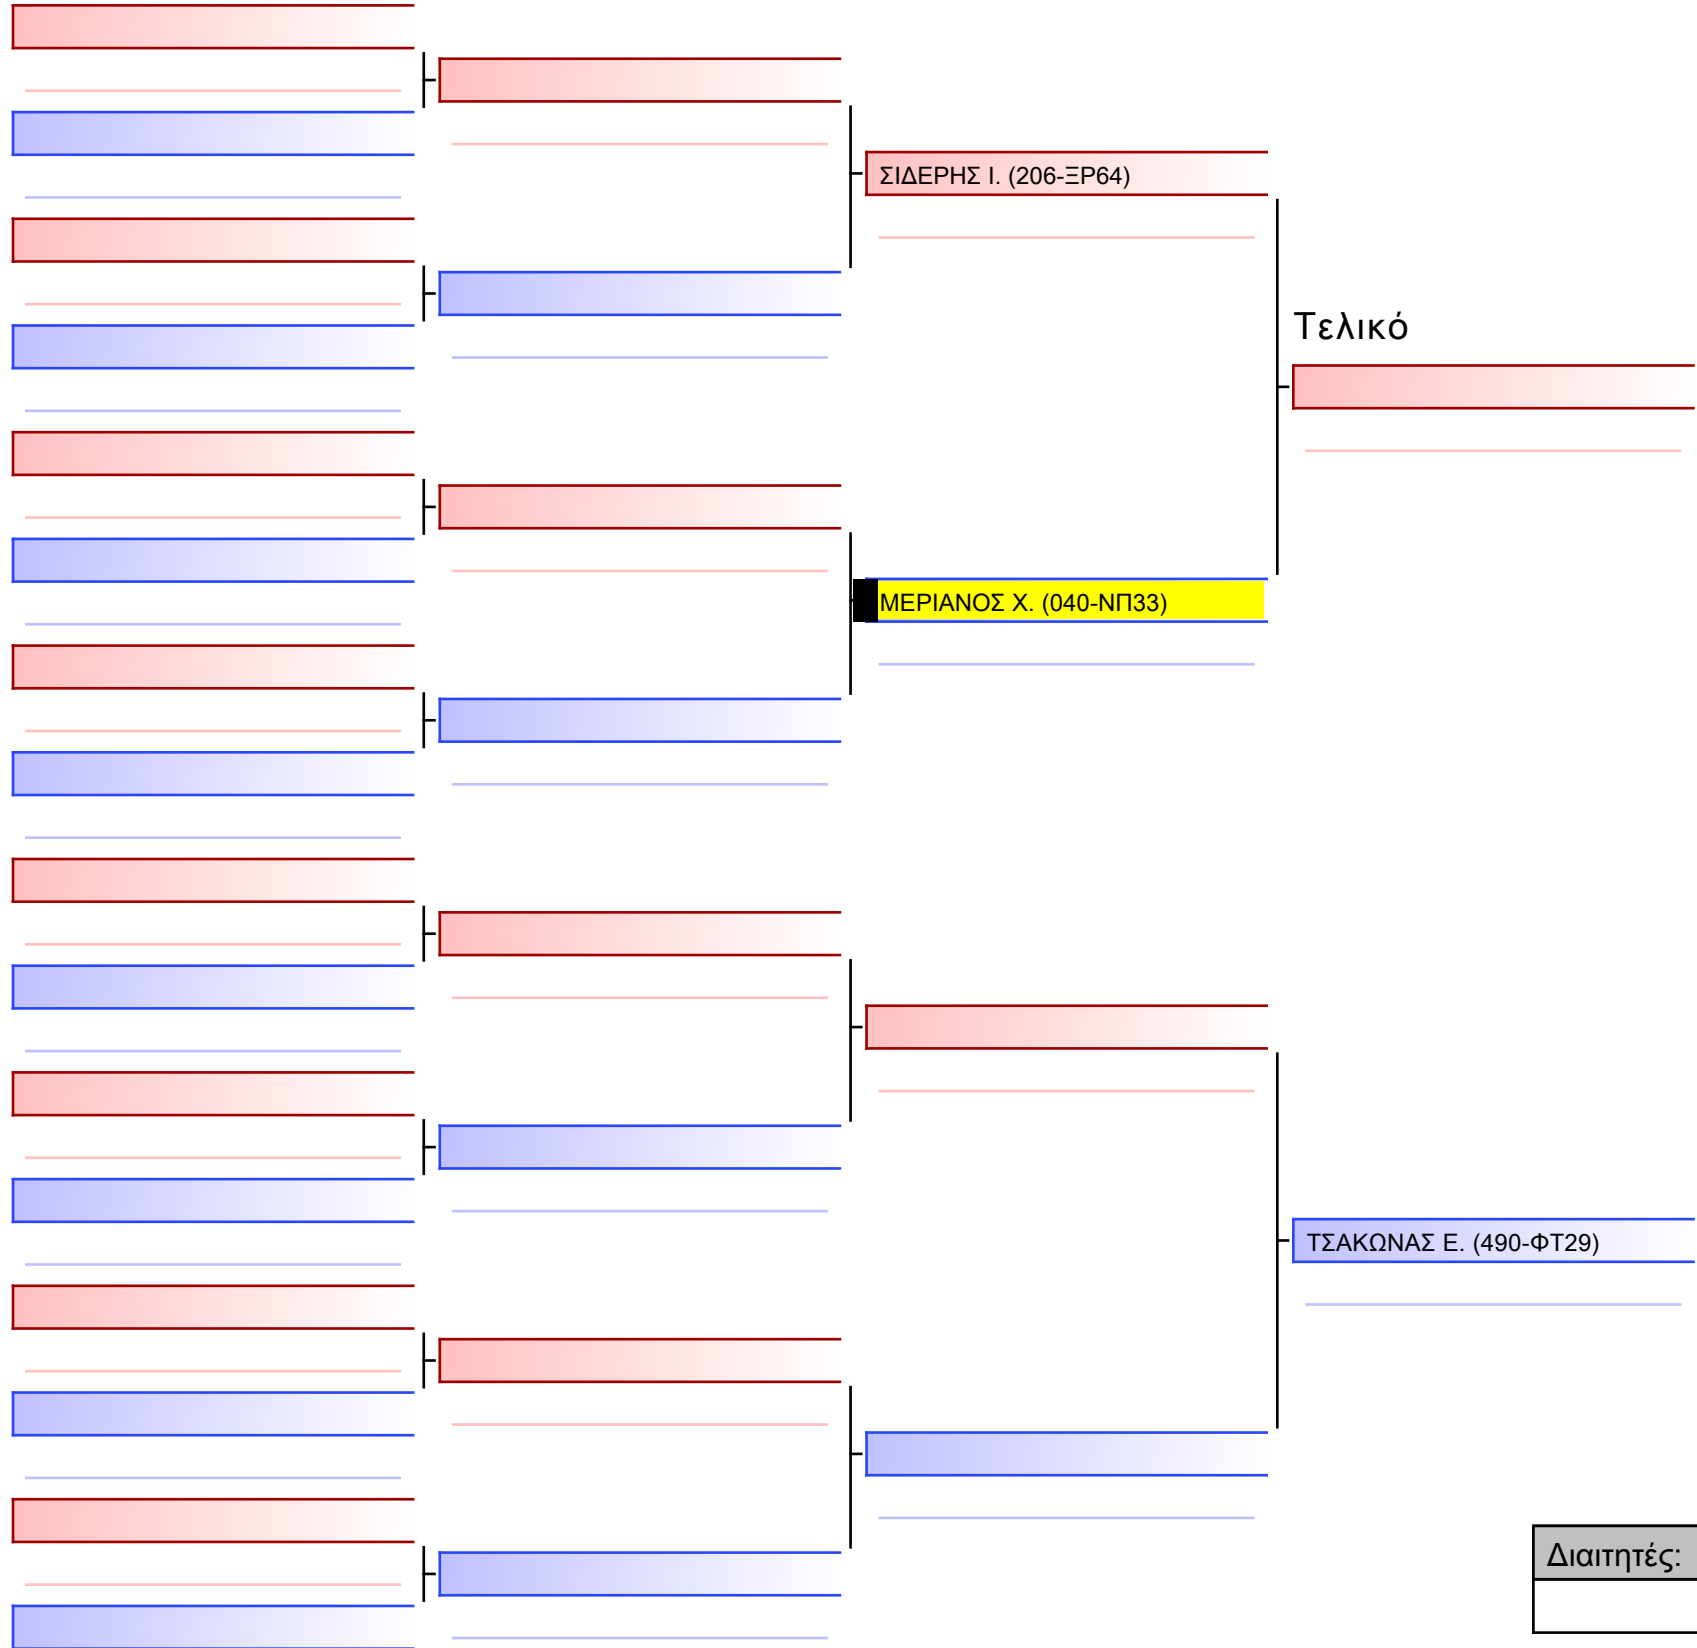 ΣΙΔΕΡΗΣ Ι. (206-ΞΡ64)
Τελικό
ΜΕΡΙΑΝΟΣ Χ. (040-ΝΠ33)
ΤΣΑΚΩΝΑΣ Ε. (490-ΦΤ29)
Διαιτητές: